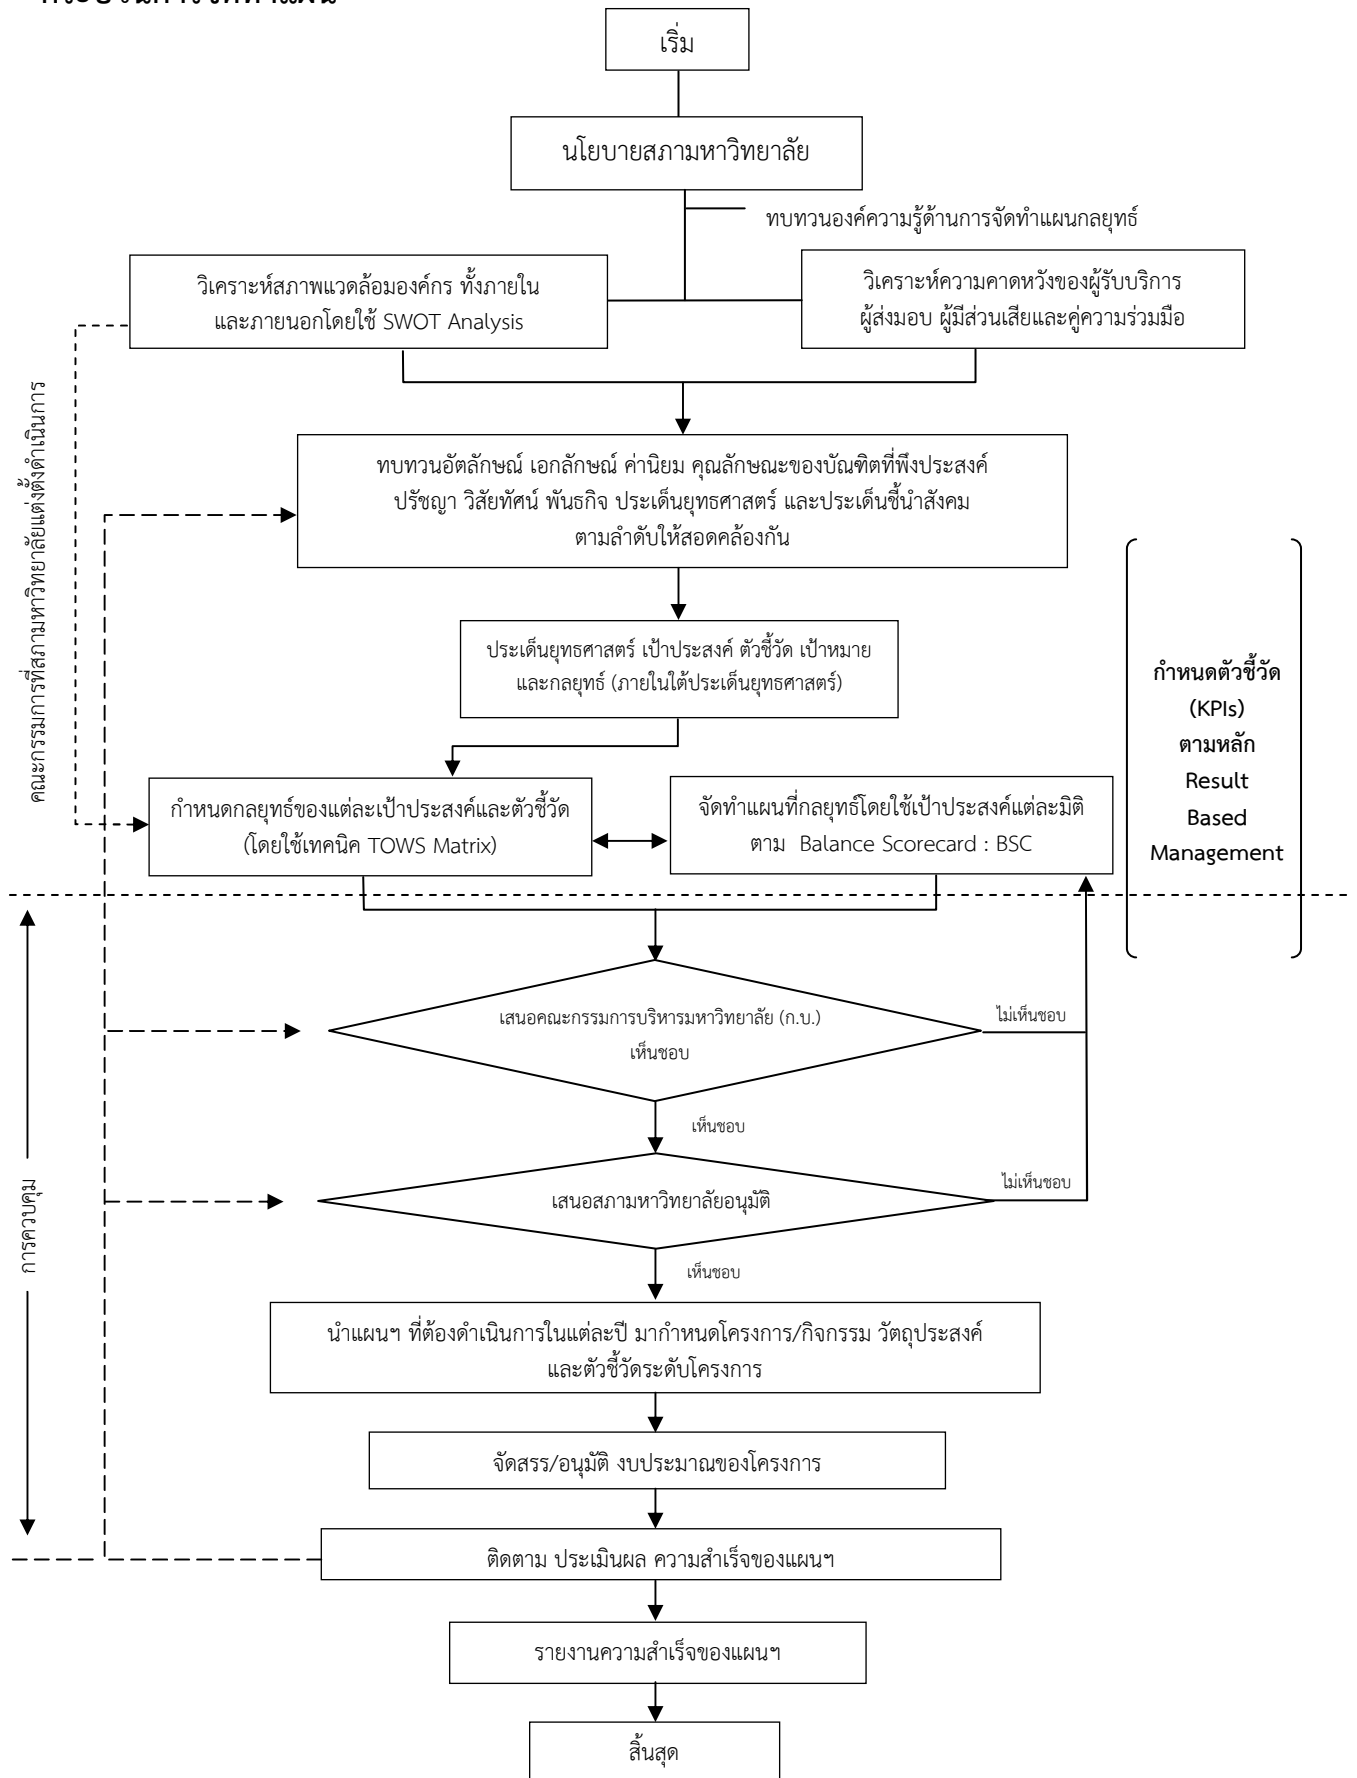 เริ่ม
นโยบายสภามหาวิทยาลัย
ทบทวนองค์ความรู้ด้านการจัดทำแผนกลยุทธ์
วิเคราะห์สภาพแวดล้อมองค์กร ทั้งภายใน
และภายนอกโดยใช้ SWOT Analysis
วิเคราะห์ความคาดหวังของผู้รับบริการ
ผู้ส่งมอบ ผู้มีส่วนเสียและคู่ความร่วมมือ
คณะกรรมการที่สภามหาวิทยาลัยแต่งตั้งดำเนินการ
ทบทวนอัตลักษณ์ เอกลักษณ์ ค่านิยม คุณลักษณะของบัณฑิตที่พึงประสงค์
ปรัชญา วิสัยทัศน์ พันธกิจ ประเด็นยุทธศาสตร์ และประเด็นชี้นำสังคม
ตามลำดับให้สอดคล้องกัน
ประเด็นยุทธศาสตร์ เป้าประสงค์ ตัวชี้วัด เป้าหมาย
และกลยุทธ์ (ภายในใต้ประเด็นยุทธศาสตร์)
กำหนดตัวชี้วัด
(KPIs)
ตามหลัก
Result
Based
Management
กำหนดกลยุทธ์ของแต่ละเป้าประสงค์และตัวชี้วัด
(โดยใช้เทคนิค TOWS Matrix)
จัดทำแผนที่กลยุทธ์โดยใช้เป้าประสงค์แต่ละมิติ
ตาม Balance Scorecard : BSC
เสนอคณะกรรมการบริหารมหาวิทยาลัย (ก.บ.)
เห็นชอบ
ไม่เห็นชอบ
เห็นชอบ
เสนอสภามหาวิทยาลัยอนุมัติ
ไม่เห็นชอบ
เห็นชอบ
การควบคุม
นำแผนฯ ที่ต้องดำเนินการในแต่ละปี มากำหนดโครงการ/กิจกรรม วัตถุประสงค์
และตัวชี้วัดระดับโครงการ
จัดสรร/อนุมัติ งบประมาณของโครงการ
ติดตาม ประเมินผล ความสำเร็จของแผนฯ
รายงานความสำเร็จของแผนฯ
สิ้นสุด